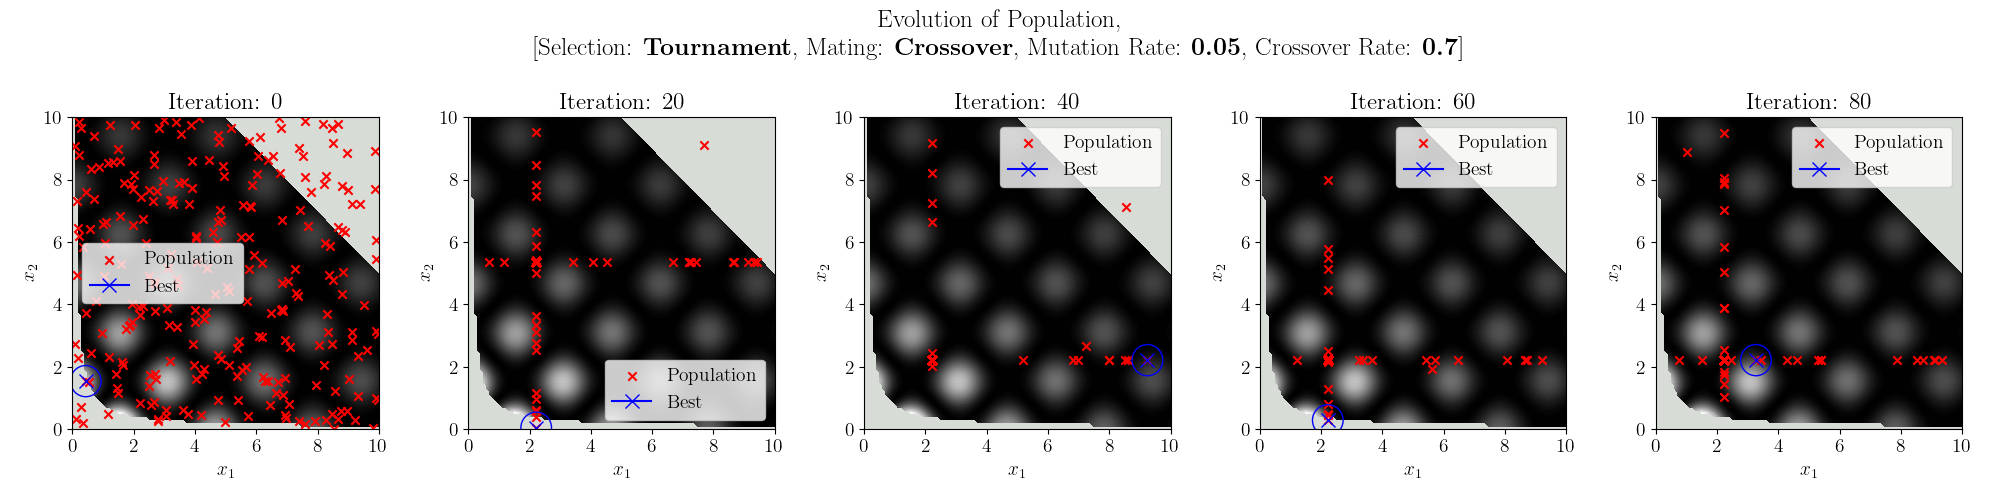 Evolution of Population,
[Selection: Tournament, Mating: Crossover, Mutation Rate: 0.05, Crossover Rate: 0.7]
Iteration: 0
10
8
6
4
2
0
x2
Population
Best
0 2 4 6 8 10
x1
Iteration: 20
10
8
6
4
2
0
x2
Population
Best
0 2 4 6 8 10
x1
Iteration: 40
10
8
6
4
2
0
x2
Population
Best
0 2 4 6 8 10
x1
Iteration: 60
10
8
6
4
2
0
x2
Population
Best
0 2 4 6 8 10
x1
Iteration: 80
10
8
6
4
2
0
x2
Population
Best
0 2 4 6 8 10
x1